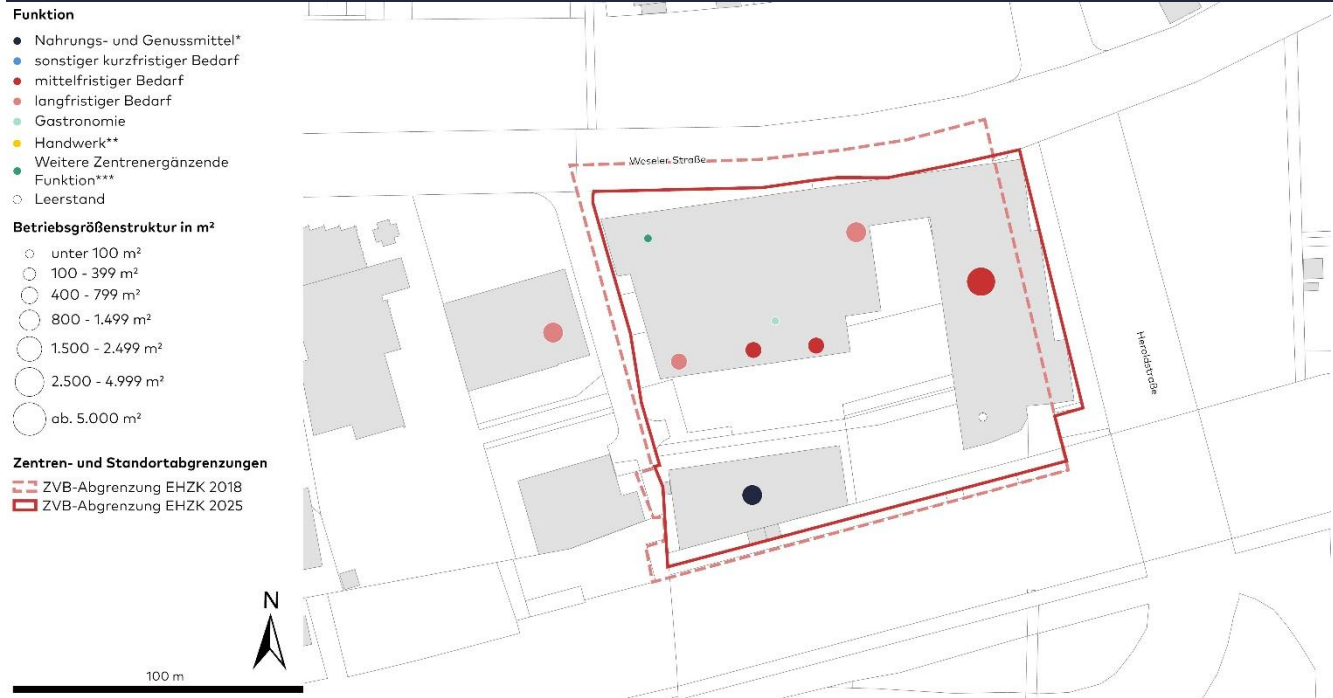 Funktion
Nahrungs- und Genussmittel*
sonstiger kurzfristiger Bedarf
mittelfristiger Bedarf
langfristiger Bedarf
Gastronomie
Handwerk**
Weitere Zentrenergänzende
Funktion***
Leerstand
Betriebsgrößenstruktur in m²
unter 100 m²
100 - 399 m²
400 - 799 m²
800 - 1.499 m²
1.500 - 2.499 m²
2.500 - 4.999 m²
ab. 5.000 m²
Zentren- und Standortabgrenzungen
ZVB-Abgrenzung EHZK 2018
ZVB-Abgrenzung EHZK 2025
N
100 m
Weseler Straße
Heroldstraße